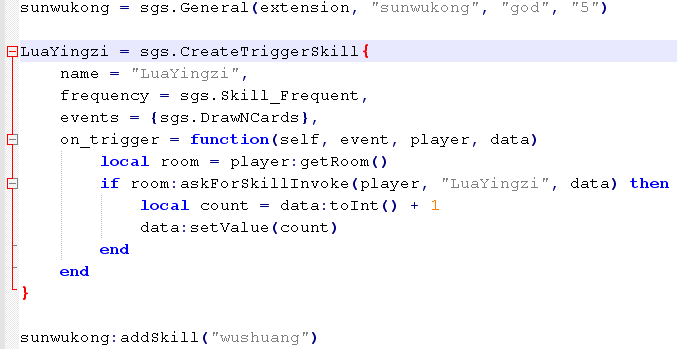 sunwukong = sgs.General(extension, "sunwukong", "god", "5")
LuaYingzi = sgs.CreateTriggerSkill{
name = "LuaYingzi",
frequency = sgs.Skill_Frequent,
events = {sgs.DrawNCards},
on_trigger = function(self, event, player, data)
local room = player:getRoom()
if room:askForSkillInvoke(player, "LuaYingzi", data) then
local count = data:toInt() + 1
data:setValue(count)
end
end
}
sunwukong:addSkill("wushuang")